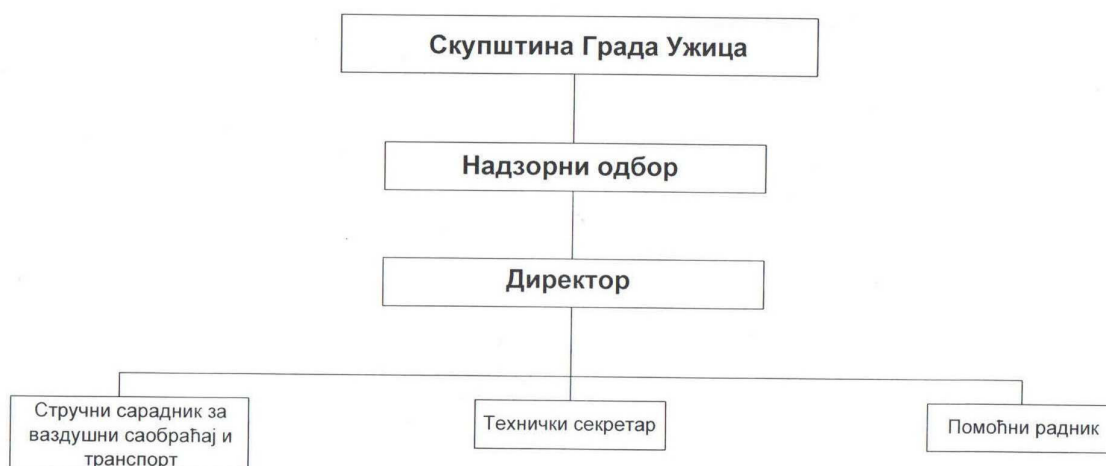 Скупштина Града Ужица
Надзорни одбор
Директор
Стручни сарадник за
ваздушни саобраћај и
транспорт
Технички секретар
Помоћни радник